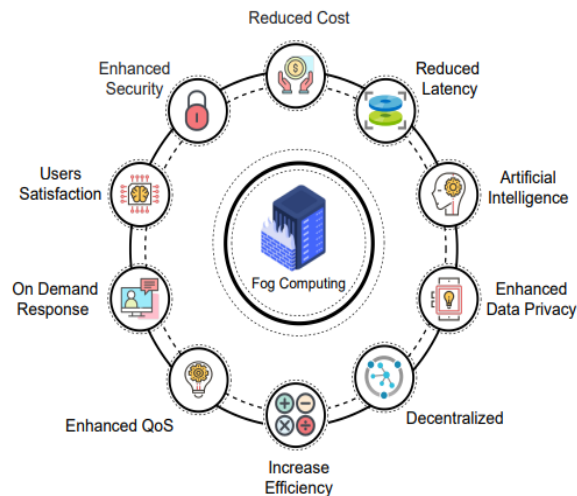 Reduced Cost
Reduced
Latency
Artificial
Intelligence
Enhanced
Data Privacy
Decentralized
Increase
Efficiency
Enhanced QoS
On Demand
Response
Users
Satisfaction
Enhanced
Security
Fog Computing